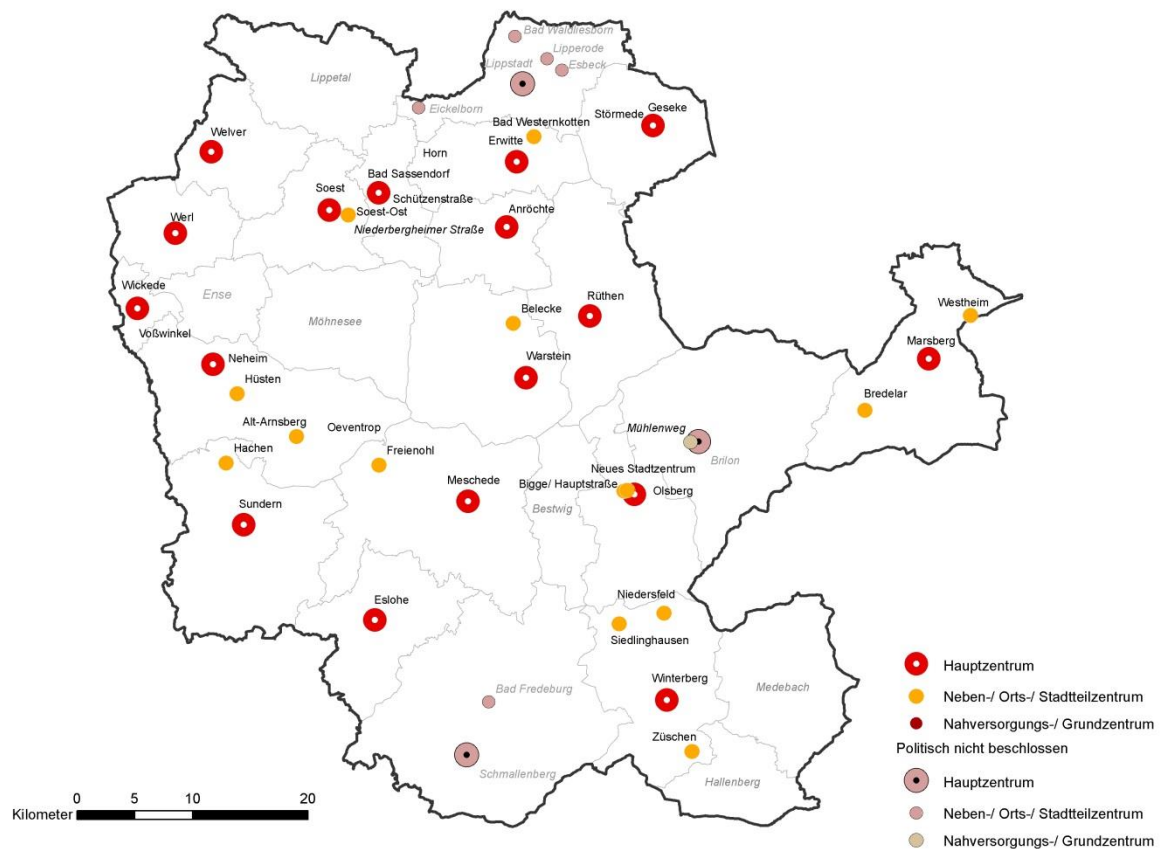 Bad Waldliesborn
Lipperode
Lippstadt
Esbeck
Lippetal
Eickelborn
Geseke
Störmede
Bad Westernkotten
Welver
Erwitte
Horn
Bad Sassendorf
Soest
Schützenstraße
Soest-Ost
Anröchte
Werl
Niederbergheimer Straße
Wickede
Ense
Möhnesee
Rüthen
Belecke
Westheim
Voßwinkel
Marsberg
Neheim
Warstein
Hüsten
Bredelar
Alt-Arnsberg
Oeventrop
Mühlenweg
Hachen
Freienohl
Brilon
Neues Stadtzentrum
Meschede
Bigge/ Hauptstraße
Olsberg
Sundern
Bestwig
Niedersfeld
Eslohe
Siedlinghausen
Hauptzentrum
Winterberg
Medebach
Bad Fredeburg
Neben-/ Orts-/ Stadtteilzentrum
Nahversorgungs-/ Grundzentrum
Züschen
Politisch nicht beschlossen
Schmallenberg
Hallenberg
Hauptzentrum
0 5 10 20
Kilometer
Neben-/ Orts-/ Stadtteilzentrum
Nahversorgungs-/ Grundzentrum